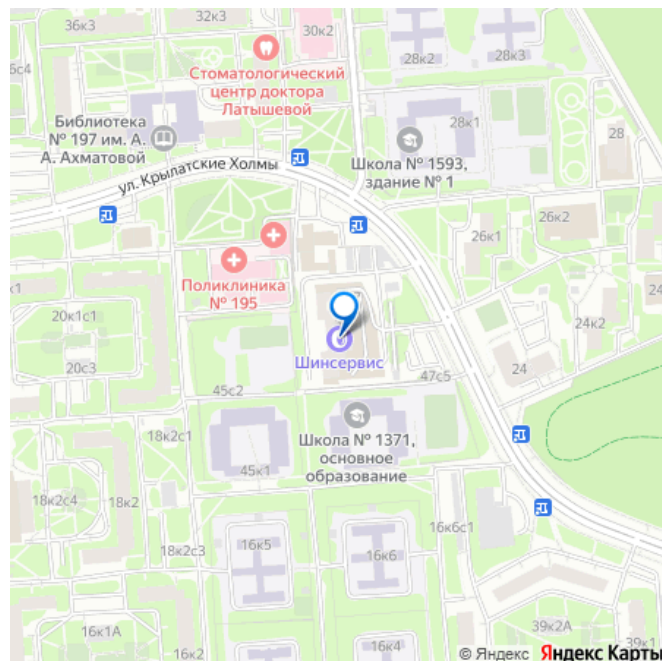 36к3
32к3
30к2
28к2
28к3
6с4
Стоматологический
центр доктора
Латышевой
Библиотека
№ 197 им. А.
А. Ахматовой
28к1
Школа № 1593,
здание № 1
28
ул. Крылатские Холмы
26к2
26к1
Поликлиника
№ 195
к1
20к1с1
20с3
Шинсервис
24к2
24
45с2
47с5
Школа № 1371,
основное
образование
18к2с1
45к1
18к2с4
18к2
18к2с3
16к5
16к6
16к6с1
16к1А
16к4
39к2А
39к1
© Яндекс Яндекс Карты